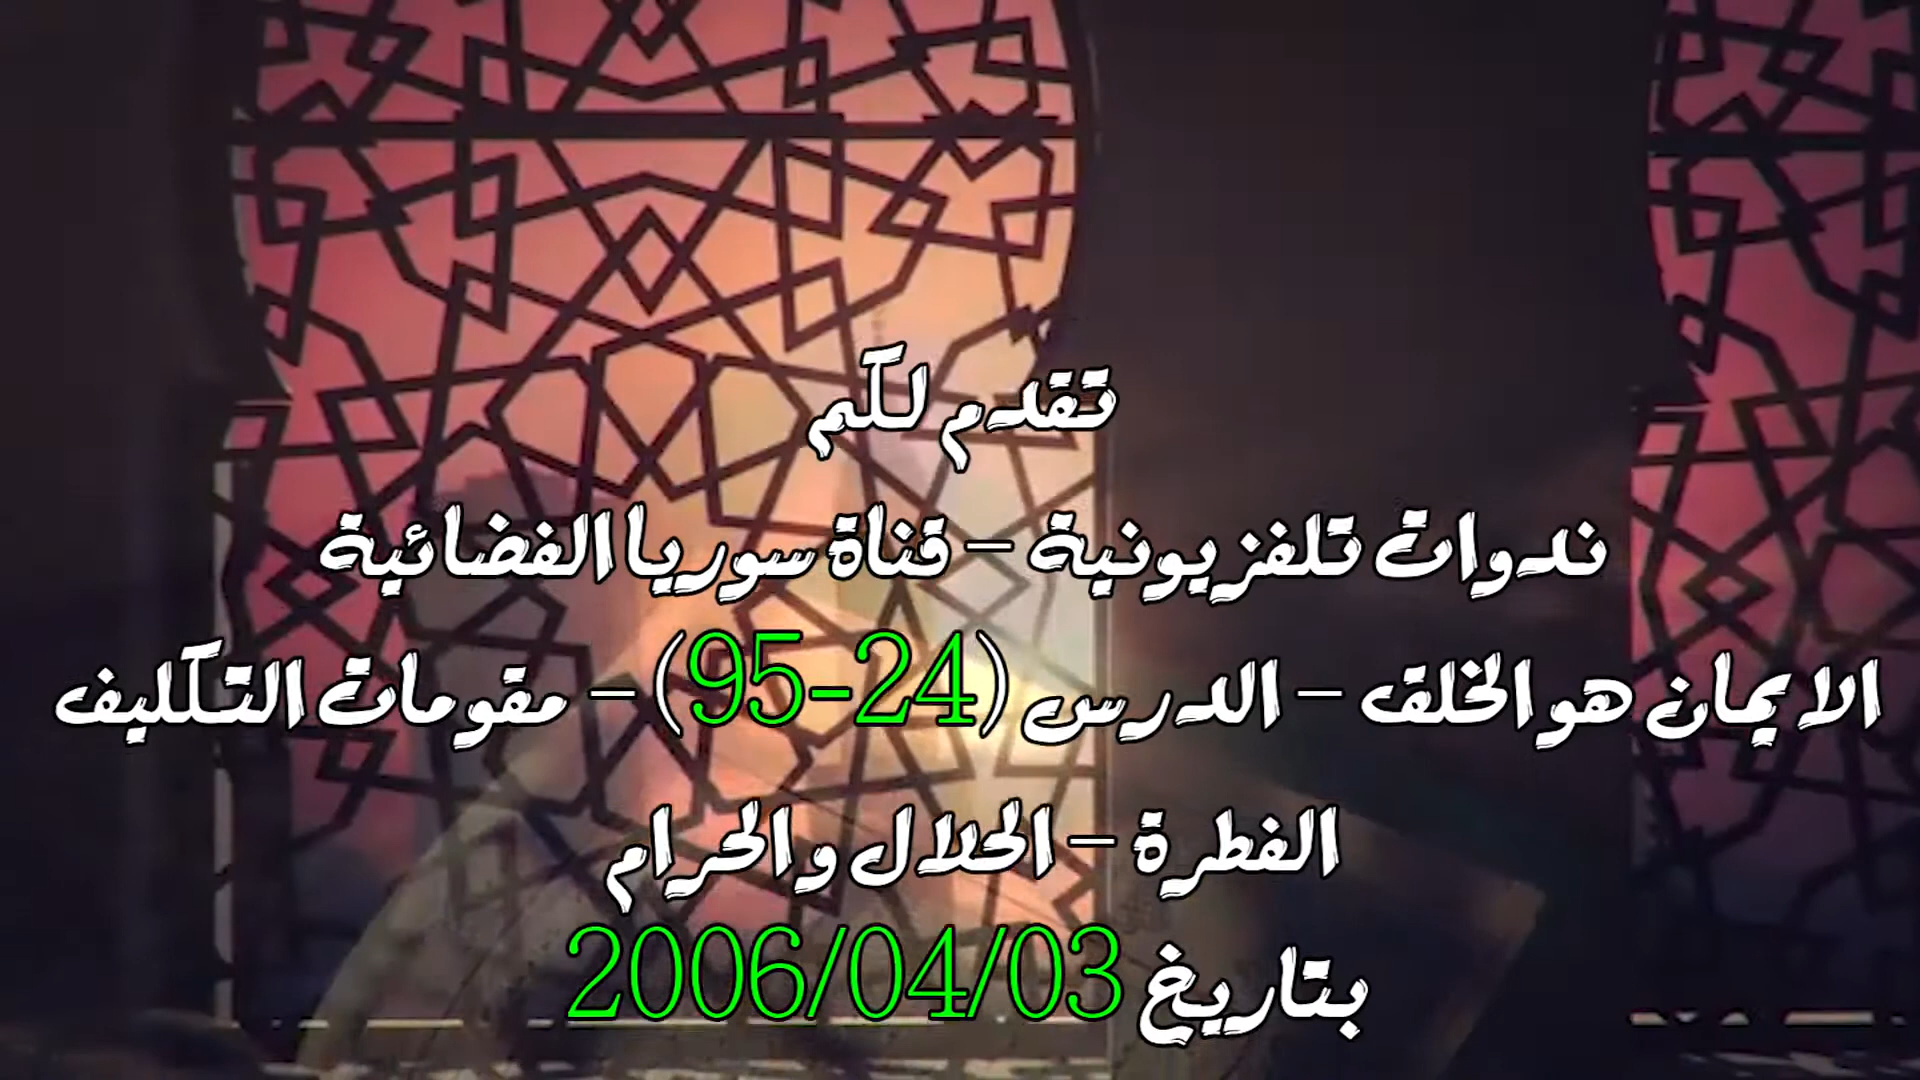 تقدم لكم
ندوات تلفزيونية – قناة سوريا الفضائية
الايمان هو الخلق – الدرس (24-95) – مقومات التكليف
الفطرة – الحلال والحرام
بتاريخ 2006/04/03